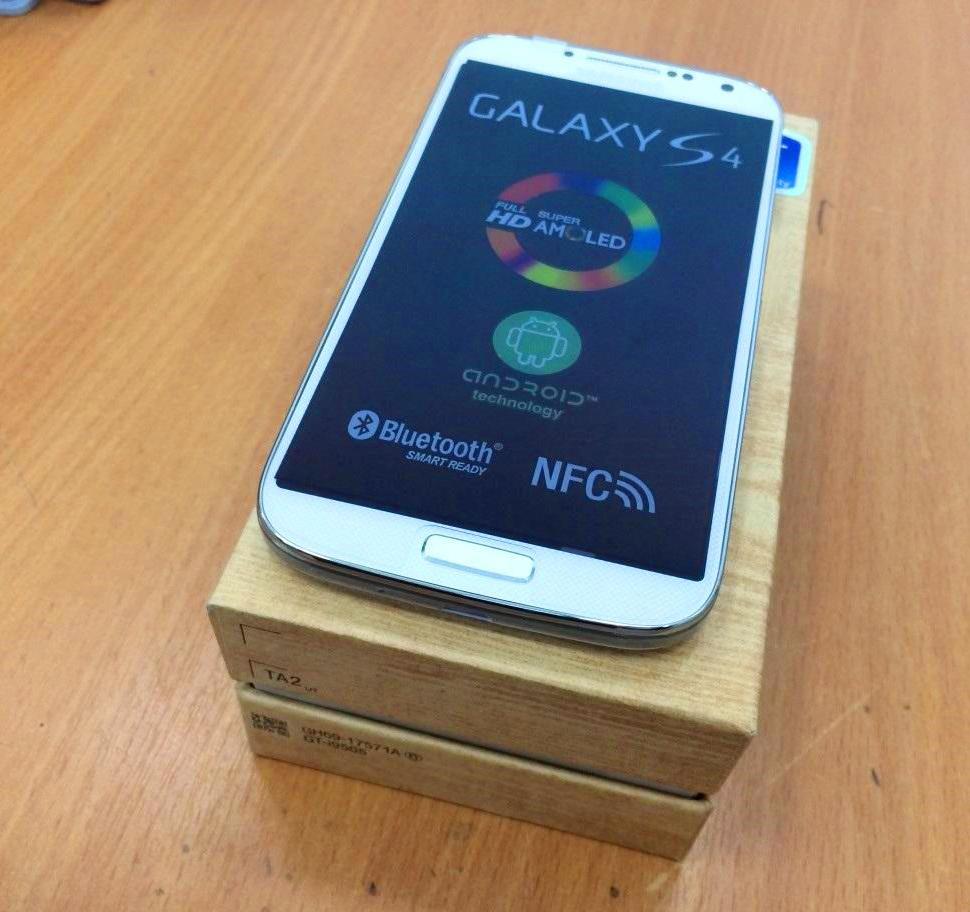 GALAXY S4
FULL HD SUPER AMOLED
android™
technology
Bluetooth®
SMART READY
NFC
TA2
GH69-17571A
GT-I9505